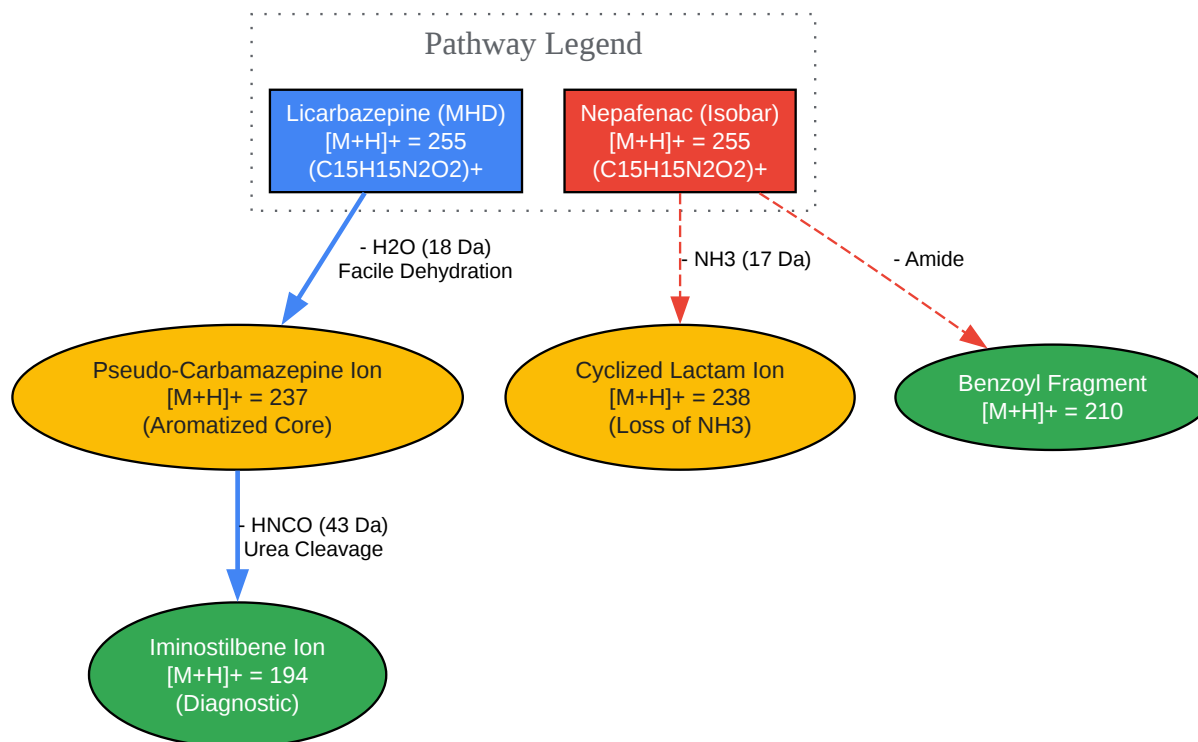 Pathway Legend
Licarbazepine (MHD)
[M+H]+ = 255
(C15H15N2O2)+
Nepafenac (Isobar)
[M+H]+ = 255
(C15H15N2O2)+
- H2O (18 Da)
Facile Dehydration
- NH3 (17 Da)
- Amide
Pseudo-Carbamazepine Ion
[M+H]+ = 237
(Aromatized Core)
Cyclized Lactam Ion
[M+H]+ = 238
(Loss of NH3)
Benzoyl Fragment
[M+H]+ = 210
- HNCO (43 Da)
Urea Cleavage
Iminostilbene Ion
[M+H]+ = 194
(Diagnostic)